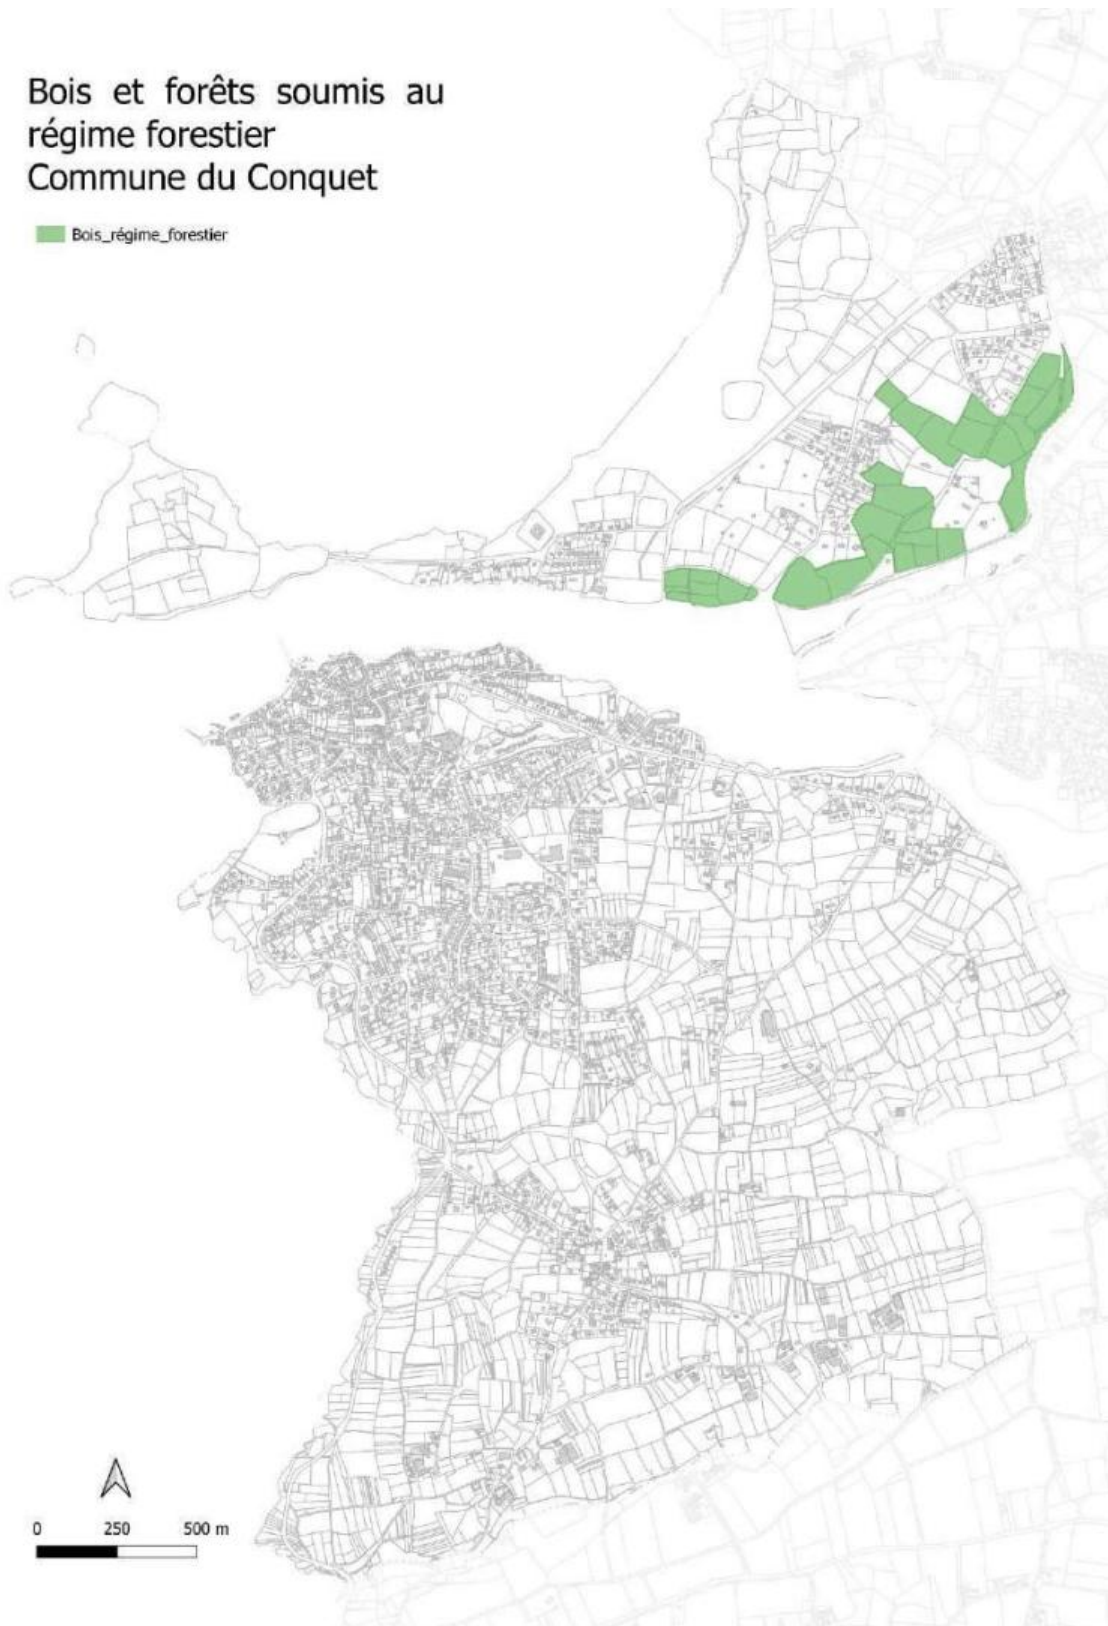 Bois et forêts soumis au
régime forestier
Commune du Conquet
Bois_régime_forestier
0 250 500 m